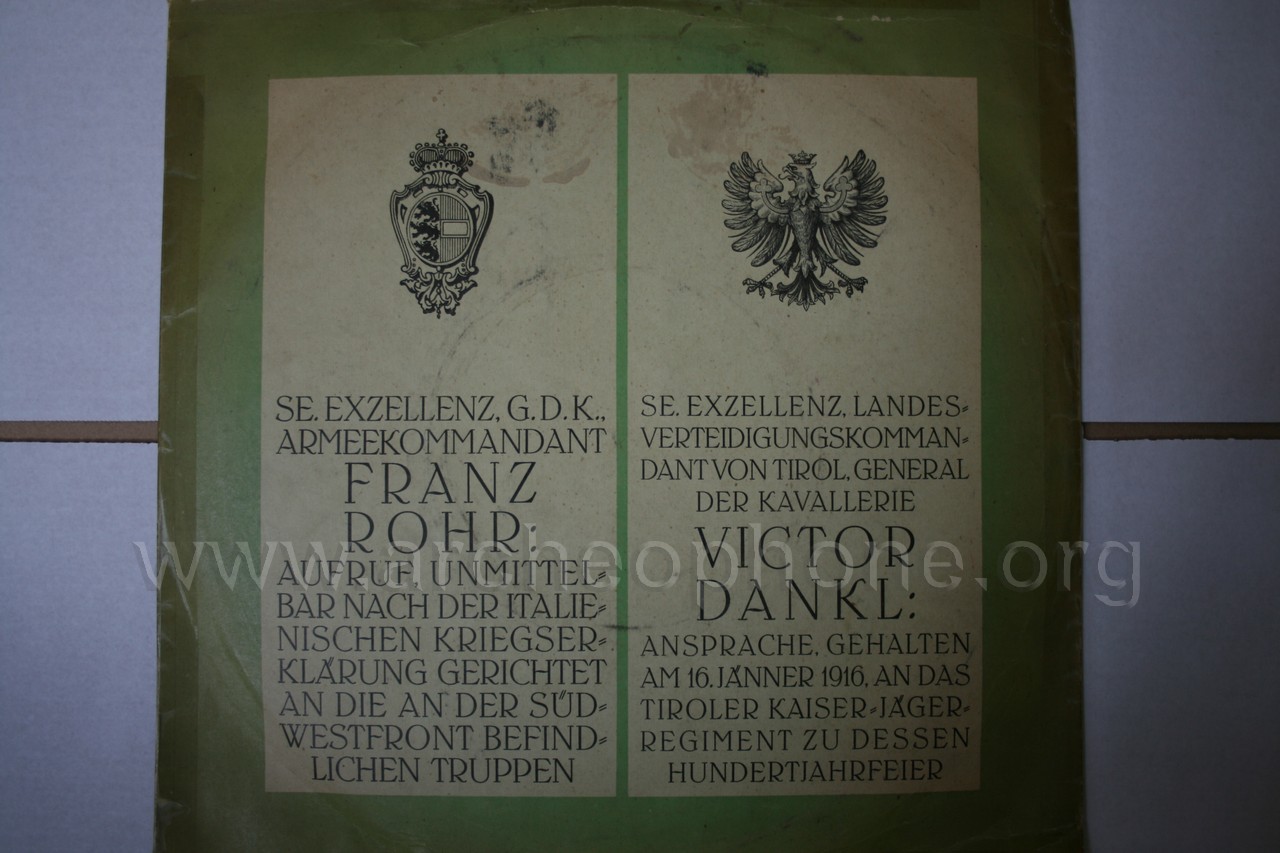 SE. EXZELLENZ, G.D.K.,
ARMEEKOMMANDANT
FRANZ
ROHR:
AUFRUF, UNMITTEL=
BAR NACH DER ITALIE=
NISCHEN KRIEGSER=
KLÄRUNG GERICHTET
AN DIE AN DER SÜD=
WESTFRONT BEFIND=
LICHEN TRUPPEN
SE. EXZELLENZ, LANDES=
VERTEIDIGUNGSKOMMAN=
DANT VON TIROL, GENERAL
DER KAVALLERIE
VICTOR
DANKL:
ANSPRACHE, GEHALTEN
AM 16. JÄNNER 1916, AN DAS
TIROLER KAISER=JÄGER=
REGIMENT ZU DESSEN
HUNDERTJAHRFEIER
www.archeophone.org